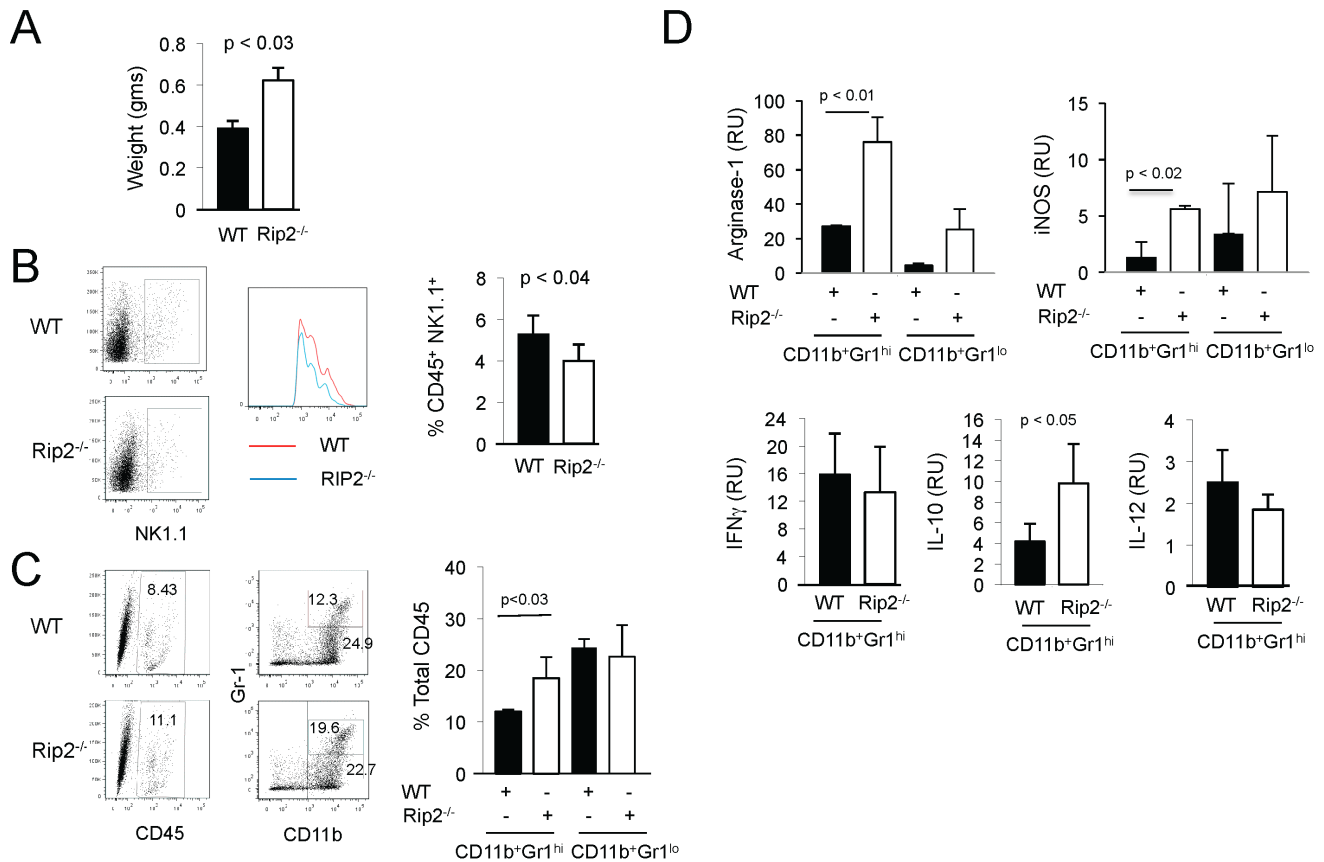 A
p < 0.03
Weight (gms)
0.8
0.6
0.4
0.2
0
WT Rip2-/-
B
WT
Rip2-/-
NK1.1
WT
RIP2-/-
p < 0.04
% CD45+ NK1.1+
8
6
4
2
0
WT Rip2-/-
C
WT
8.43
12.3
24.9
Rip2-/-
11.1
19.6
22.7
Gr-1
CD45
CD11b
p<0.03
% Total CD45
40
30
20
10
0
WT + - + -
Rip2-/- - + - +
CD11b+Gr1hi CD11b+Gr1lo
D
p < 0.01
Arginase-1 (RU)
100
80
60
40
20
0
WT + - + -
Rip2-/- - + - +
CD11b+Gr1hi CD11b+Gr1lo
p < 0.02
iNOS (RU)
15
10
5
0
WT + - + -
Rip2-/- - + - +
CD11b+Gr1hi CD11b+Gr1lo
IFNγ (RU)
24
20
16
12
8
4
0
WT Rip2-/-
CD11b+Gr1hi
p < 0.05
IL-10 (RU)
16
14
12
10
8
6
4
2
0
WT Rip2-/-
CD11b+Gr1hi
IL-12 (RU)
4
3
2
1
0
WT Rip2-/-
CD11b+Gr1hi